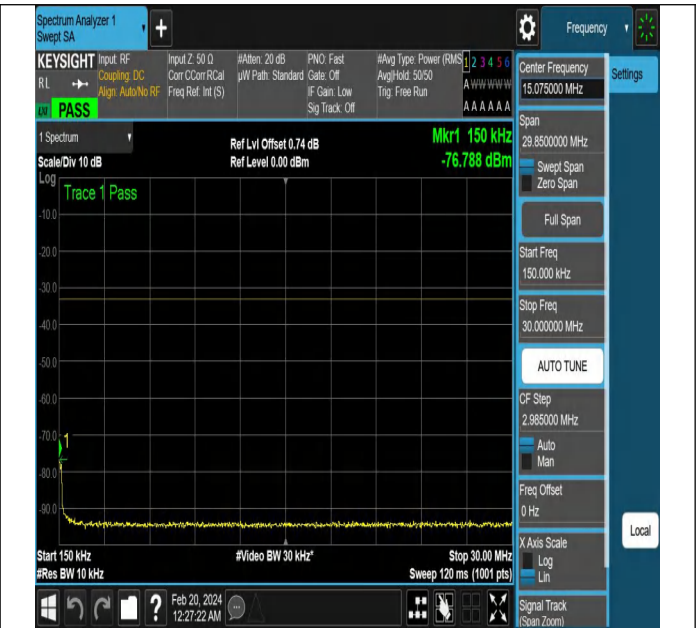 Spectrum Analyzer 1
Swept SA
+
Frequency
KEYSIGHT
RL
PASS
Input: RF
Coupling: DC
Align: Auto/No RF
Input Z: 50 Ω
Corr CCorr RCal
Freq Ref: Int (S)
#Atten: 20 dB
µW Path: Standard
PNO: Fast
Gate: Off
IF Gain: Low
Sig Track: Off
#Avg Type: Power (RMS
Avg|Hold: 50/50
Trig: Free Run
1 2 3 4 5 6
A W W W W W
A A A A A A
1 Spectrum
Scale/Div 10 dB
Ref Lvl Offset 0.74 dB
Ref Level 0.00 dBm
Mkr1 150 kHz
-76.788 dBm
Log
Trace 1 Pass
-10.0
-20.0
-30.0
-40.0
-50.0
-60.0
-70.0
-80.0
-90.0
1
Start 150 kHz
#Res BW 10 kHz
#Video BW 30 kHz*
Stop 30.00 MHz
Sweep 120 ms (1001 pts)
?
Feb 20, 2024
12:27:22 AM
Center Frequency
15.075000 MHz
Settings
Span
29.8500000 MHz
Swept Span
Zero Span
Full Span
Start Freq
150.000 kHz
Stop Freq
30.000000 MHz
AUTO TUNE
CF Step
2.985000 MHz
Auto
Man
Freq Offset
0 Hz
X Axis Scale
Log
Lin
Local
Signal Track
(Span Zoom)